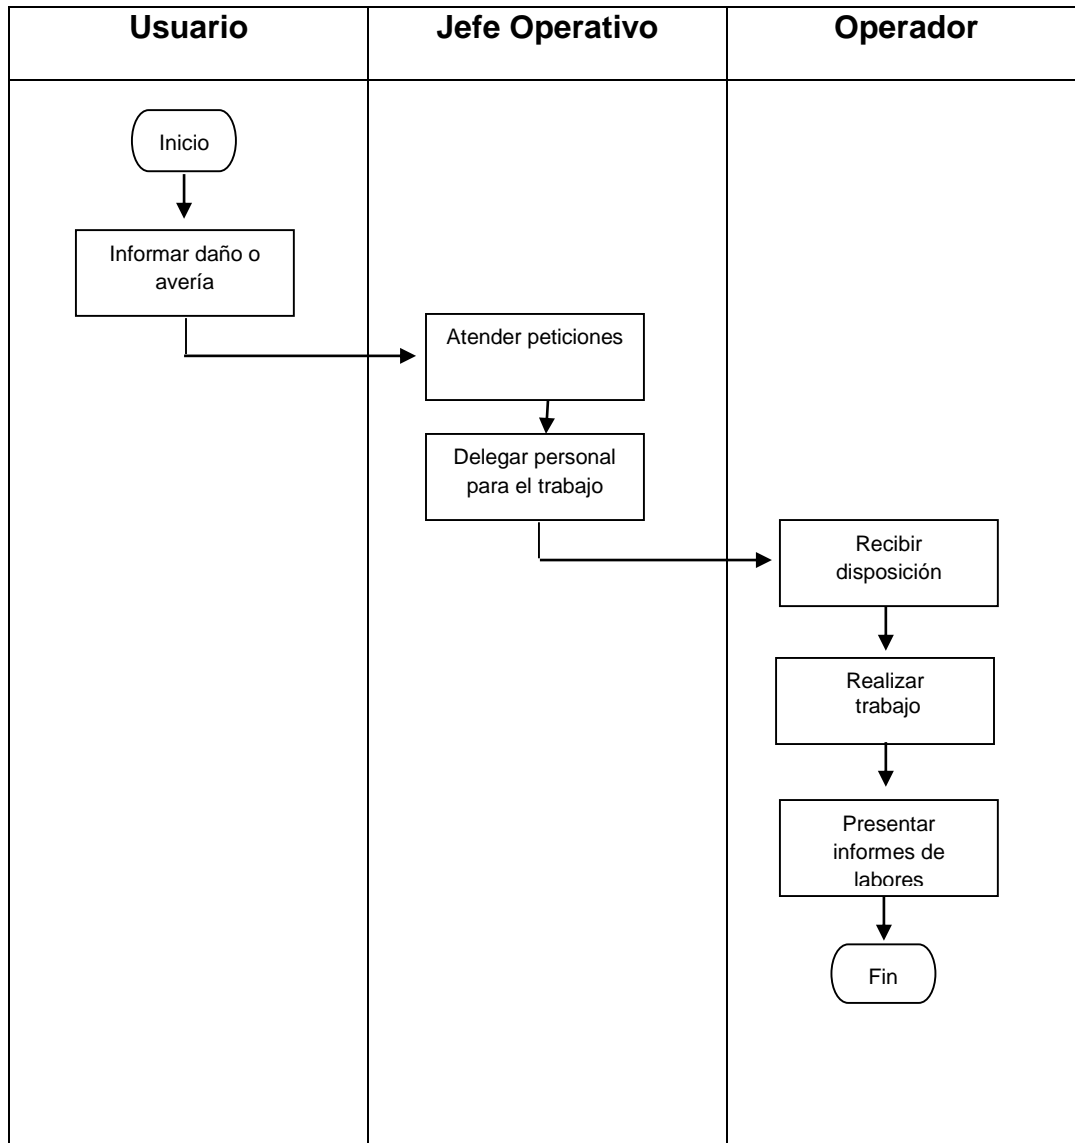 Usuario
Jefe Operativo
Operador
Inicio
Informar daño o
avería
Atender peticiones
Delegar personal
para el trabajo
Recibir
disposición
Realizar
trabajo
Presentar
informes de
labores
Fin